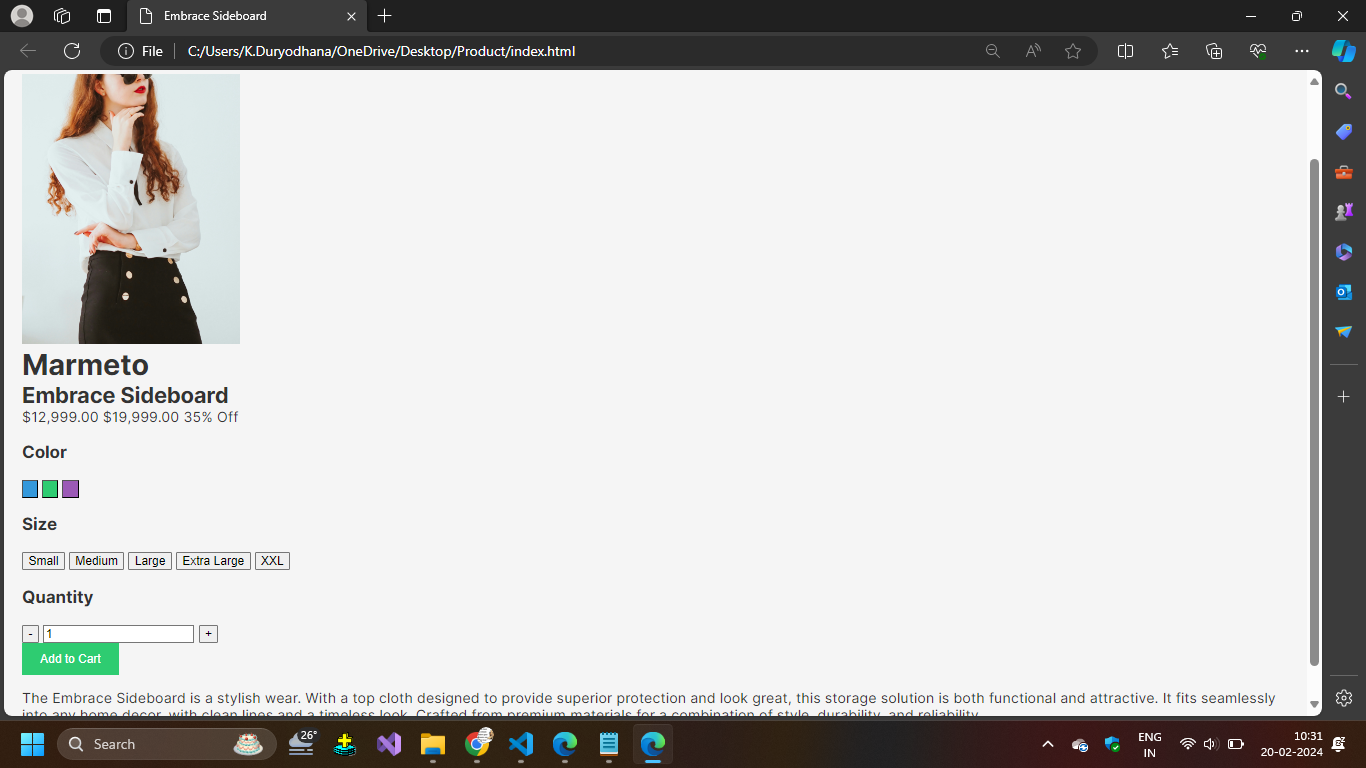 Embrace Sideboard
File
C:/Users/K.Duryodhana/OneDrive/Desktop/Product/index.html
Marmeto
Embrace Sideboard
$12,999.00 $19,999.00 35% Off
Color
Size
Small Medium Large Extra Large XXL
Quantity
- 1 +
Add to Cart
The Embrace Sideboard is a stylish wear. With a top cloth designed to provide superior protection and look great, this storage solution is both functional and attractive. It fits seamlessly
into any home decor, with clean lines and a timeless look. Crafted from premium materials for a combination of style, durability, and reliability.
Search
26°
ENG
IN
10:31
20-02-2024